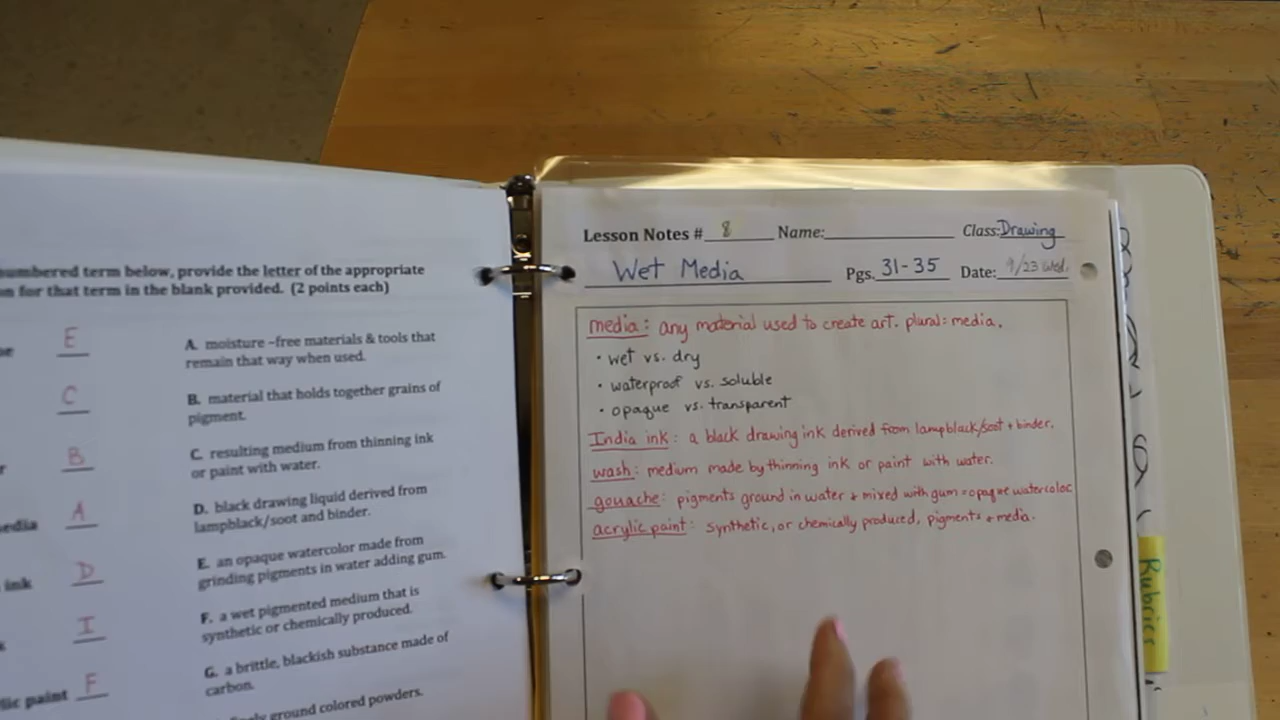 numbered term below, provide the letter of the appropriate
for that term in the blank provided. (2 points each)
E
C
B
A
ink D
I
paint F
A. moisture –free materials & tools that
remain that way when used.
B. material that holds together grains of
pigment.
C. resulting medium from thinning ink
or paint with water.
D. black drawing liquid derived from
lampblack/soot and binder.
E. an opaque watercolor made from
grinding pigments in water adding gum.
F. a wet pigmented medium that is
synthetic or chemically produced.
G. a brittle, blackish substance made of
carbon.
ground colored powders.
Lesson Notes # 8 Name: Class: Drawing
Wet Media Pgs. 31-35 Date: 9/23 Wed.
media: any material used to create art. plural = media.
• wet vs. dry
• waterproof vs. soluble
• opaque vs. transparent
India ink: a black drawing ink derived from lampblack/soot + binder.
wash: medium made by thinning ink or paint with water.
gouache: pigments ground in water + mixed with gum = opaque watercolor
acrylic paint: synthetic, or chemically produced, pigments + media.
Rubrics